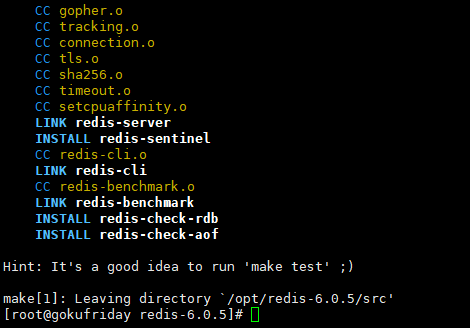 CC gopher.o
CC tracking.o
CC connection.o
CC tls.o
CC sha256.o
CC timeout.o
CC setcpuaffinity.o
LINK redis-server
INSTALL redis-sentinel
CC redis-cli.o
LINK redis-cli
CC redis-benchmark.o
LINK redis-benchmark
INSTALL redis-check-rdb
INSTALL redis-check-aof
Hint: It's a good idea to run 'make test' ;)
make[1]: Leaving directory `/opt/redis-6.0.5/src'
[root@gokufriday redis-6.0.5]#